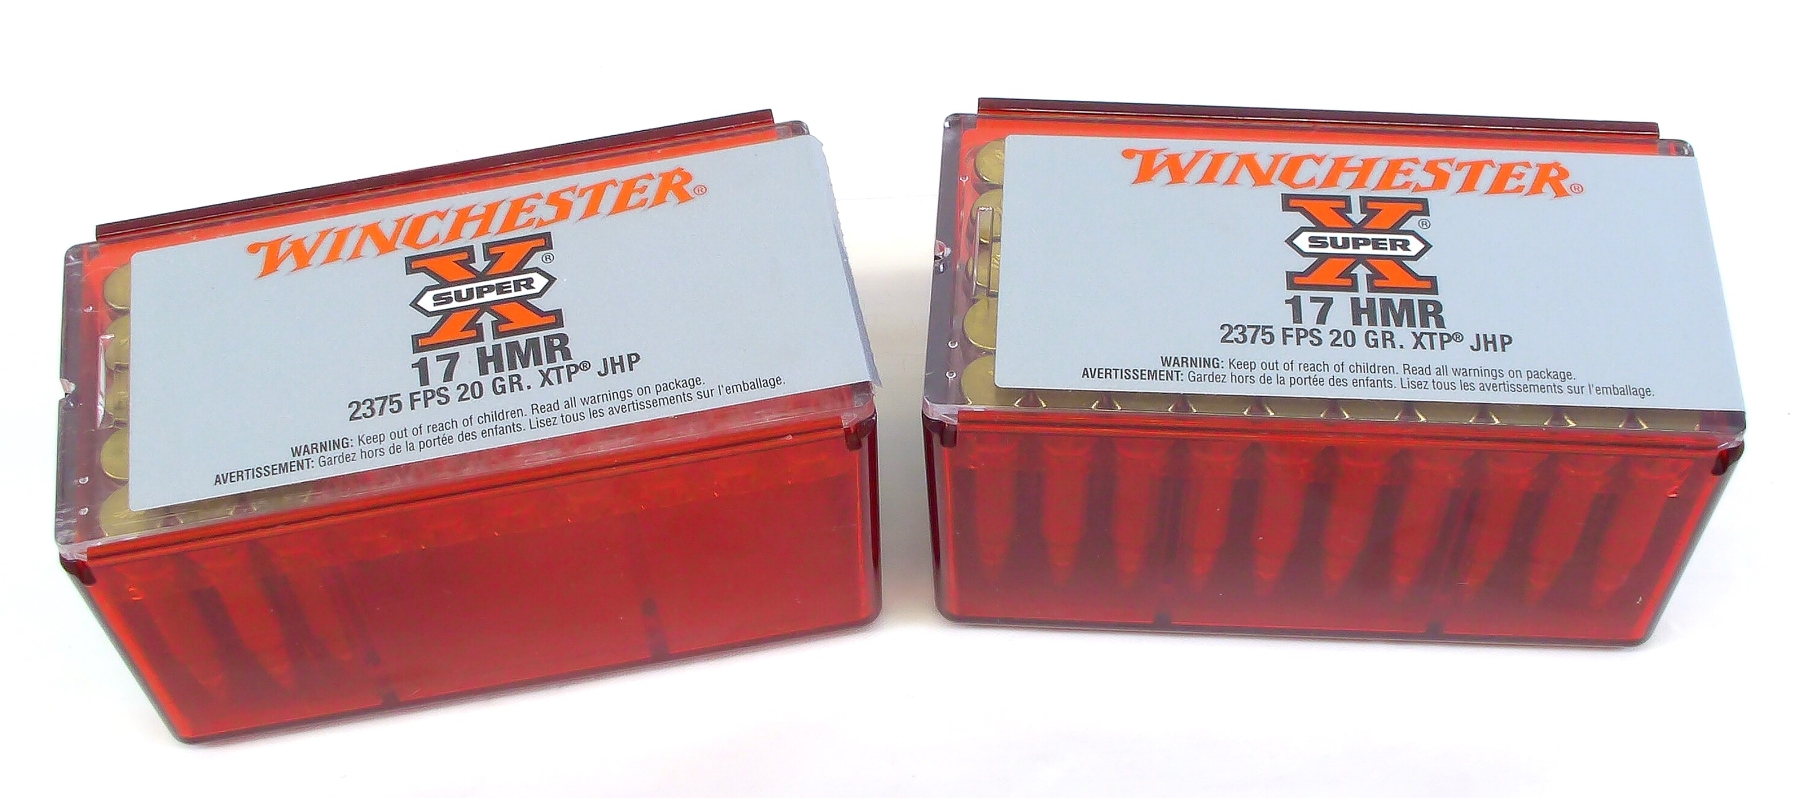 WINCHESTER®
SUPER X®
17 HMR
2375 FPS 20 GR. XTP® JHP
WARNING: Keep out of reach of children. Read all warnings on package.
AVERTISSEMENT: Gardez hors de la portée des enfants. Lisez tous les avertissements sur l'emballage.
WINCHESTER®
SUPER X®
17 HMR
2375 FPS 20 GR. XTP® JHP
WARNING: Keep out of reach of children. Read all warnings on package.
AVERTISSEMENT: Gardez hors de la portée des enfants. Lisez tous les avertissements sur l'emballage.